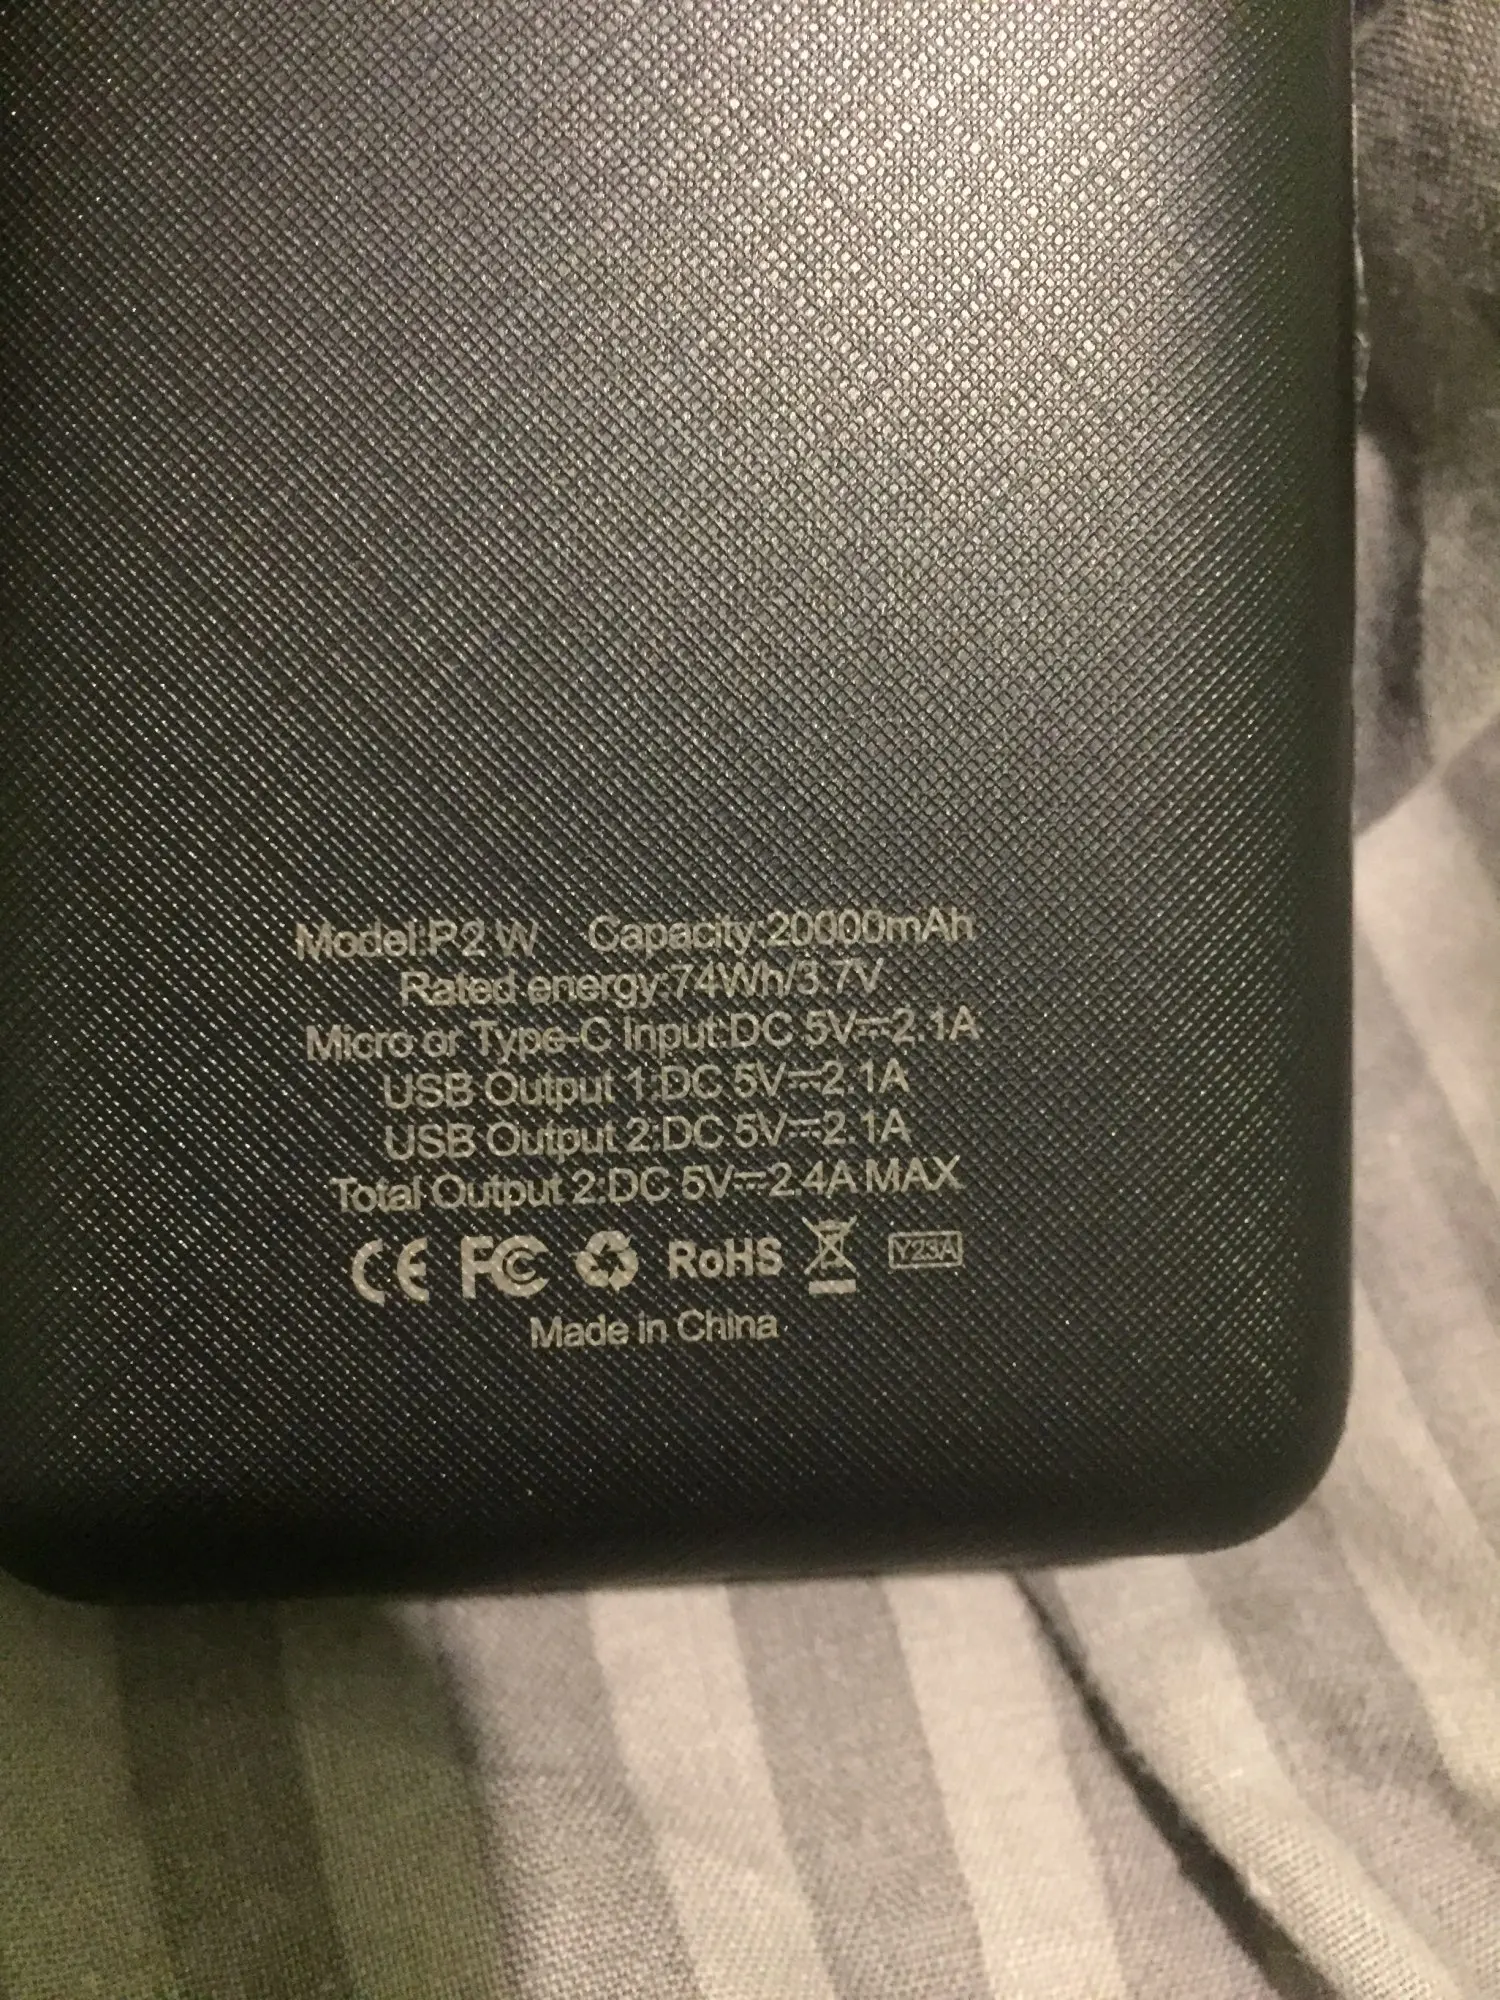 Model:P2 W Capacity:20000mAh
Rated energy:74Wh/3.7V
Micro or Type-C Input:DC 5V⎓2.1A
USB Output 1:DC 5V⎓2.1A
USB Output 2:DC 5V⎓2.1A
Total Output 2:DC 5V⎓2.4A MAX
CE FC RoHS Y23A
Made in China